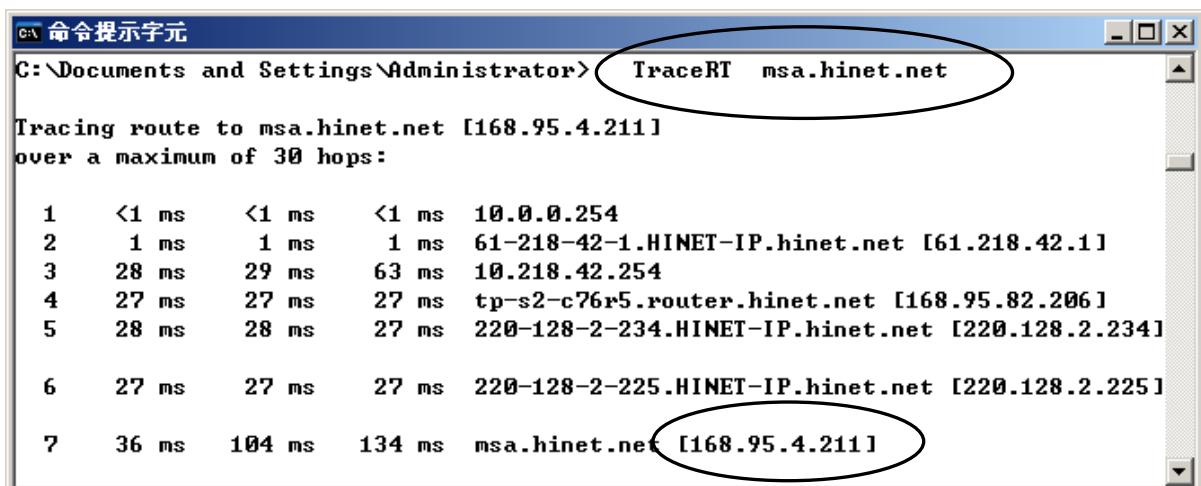 命令提示字元
C:\Documents and Settings\Administrator> TraceRT msa.hinet.net
Tracing route to msa.hinet.net [168.95.4.211]
over a maximum of 30 hops:
1 <1 ms <1 ms <1 ms 10.0.0.254
2 1 ms 1 ms 1 ms 61-218-42-1.HINET-IP.hinet.net [61.218.42.1]
3 28 ms 29 ms 63 ms 10.218.42.254
4 27 ms 27 ms 27 ms tp-s2-c76r5.router.hinet.net [168.95.82.206]
5 28 ms 28 ms 27 ms 220-128-2-234.HINET-IP.hinet.net [220.128.2.234]
6 27 ms 27 ms 27 ms 220-128-2-225.HINET-IP.hinet.net [220.128.2.225]
7 36 ms 104 ms 134 ms msa.hinet.net [168.95.4.211]